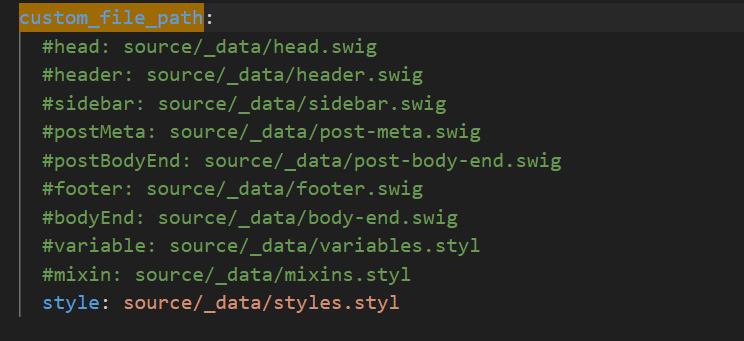 custom_file_path:
#head: source/_data/head.swig
#header: source/_data/header.swig
#sidebar: source/_data/sidebar.swig
#postMeta: source/_data/post-meta.swig
#postBodyEnd: source/_data/post-body-end.swig
#footer: source/_data/footer.swig
#bodyEnd: source/_data/body-end.swig
#variable: source/_data/variables.styl
#mixin: source/_data/mixins.styl
style: source/_data/styles.styl